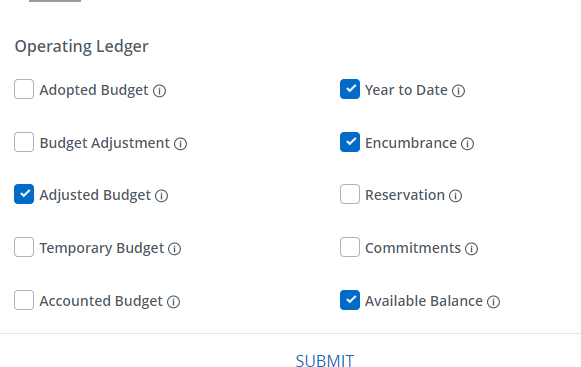 Operating Ledger
Adopted Budget
Year to Date
Budget Adjustment
Encumbrance
Adjusted Budget
Reservation
Temporary Budget
Commitments
Accounted Budget
Available Balance
SUBMIT